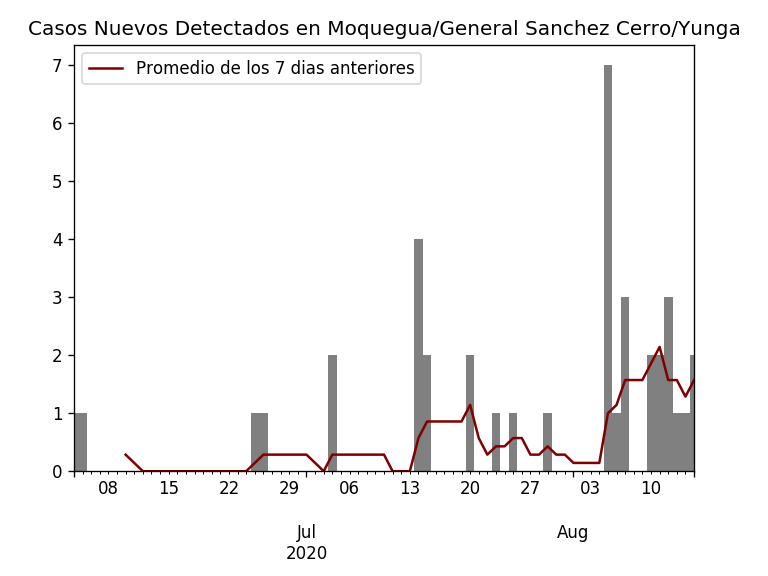 Casos Nuevos Detectados en Moquegua/General Sanchez Cerro/Yunga
Promedio de los 7 dias anteriores
7
6
5
4
3
2
1
0
08 15 22 29 06 13 20 27 03 10
Jul Aug
2020